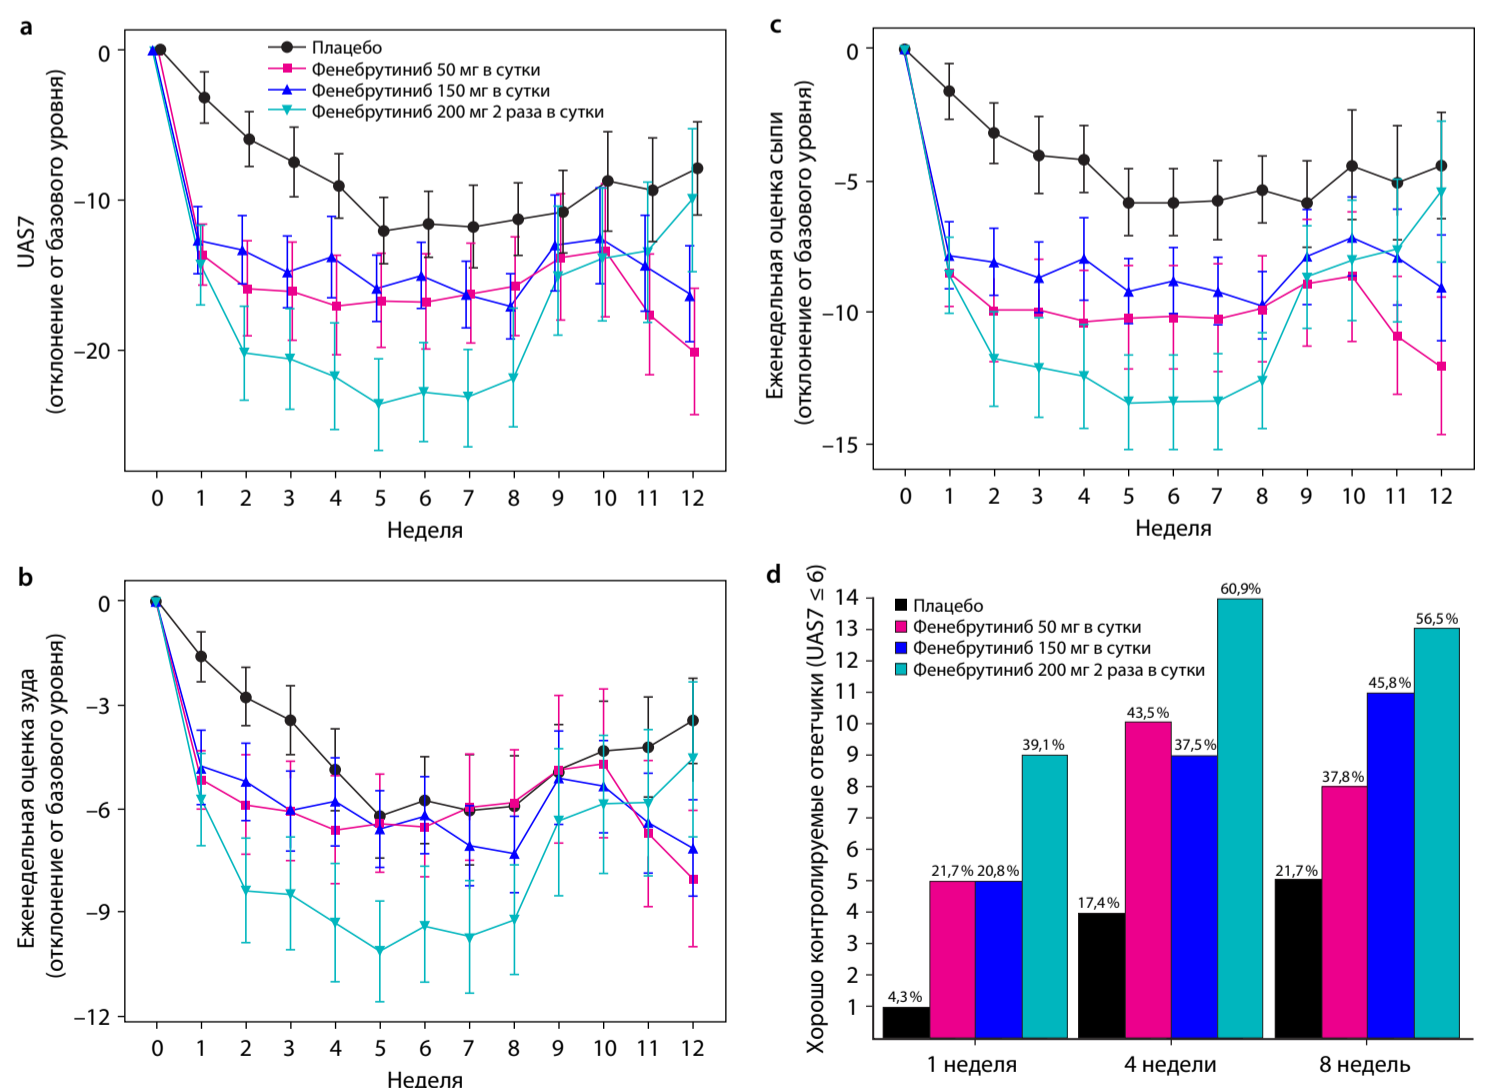 a
UAS7
(отклонение от базового уровня)
0
–10
–20
Плацебо
Фенебрутиниб 50 мг в сутки
Фенебрутиниб 150 мг в сутки
Фенебрутиниб 200 мг 2 раза в сутки
0 1 2 3 4 5 6 7 8 9 10 11 12
Неделя
c
Еженедельная оценка сыпи
(отклонение от базового уровня)
0
–5
–10
–15
0 1 2 3 4 5 6 7 8 9 10 11 12
Неделя
b
Еженедельная оценка зуда
(отклонение от базового уровня)
0
–3
–6
–9
–12
0 1 2 3 4 5 6 7 8 9 10 11 12
Неделя
d
Хорошо контролируемые ответчики (UAS7 ≤ 6)
14
13
12
11
10
9
8
7
6
5
4
3
2
1
Плацебо
Фенебрутиниб 50 мг в сутки
Фенебрутиниб 150 мг в сутки
Фенебрутиниб 200 мг 2 раза в сутки
4,3 %
21,7 % 20,8 %
39,1 %
17,4 %
43,5 %
37,5 %
60,9 %
21,7 %
37,8 %
45,8 %
56,5 %
1 неделя 4 недели 8 недель